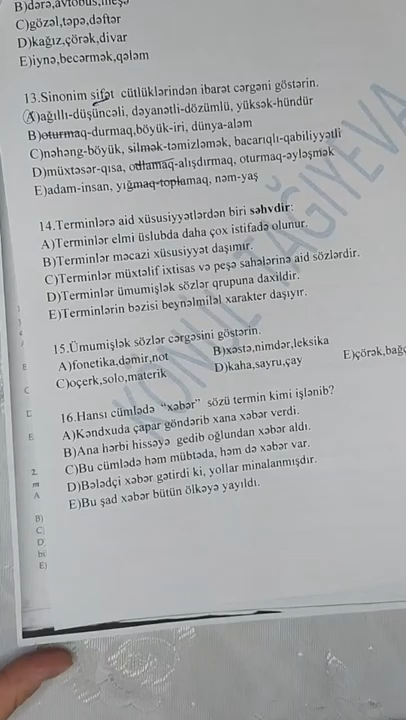 B)dərə,avtobus,meşə
C)gözəl,təpə,dəftər
D)kağız,çörək,divar
E)iynə,becərmək,qələm
13.Sinonim sifət cütlüklərindən ibarət cərgəni göstərin.
A)ağıllı-düşüncəli, dəyanətli-dözümlü, yüksək-hündür
B)oturmaq-durmaq,böyük-iri, dünya-aləm
C)nəhəng-böyük, silmək-təmizləmək, bacarıqlı-qabiliyyətli
D)müxtəsər-qısa, odlamaq-alışdırmaq, oturmaq-əyləşmək
E)adam-insan, yığmaq-toplamaq, nəm-yaş
14.Terminlərə aid xüsusiyyətlərdən biri səhvdir:
A)Terminlər elmi üslubda daha çox istifadə olunur.
B)Terminlər məcazi xüsusiyyət daşımır.
C)Terminlər müxtəlif ixtisas və peşə sahələrinə aid sözlərdir.
D)Terminlər ümumişlək sözlər qrupuna daxildir.
E)Terminlərin bəzisi beynəlmiləl xarakter daşıyır.
15.Ümumişlək sözlər cərgəsini göstərin.
A)fonetika,dəmir,not B)xəstə,nimdər,leksika
C)oçerk,solo,materik D)kaha,sayru,çay E)çörək,bağç
16.Hansı cümlədə “xəbər” sözü termin kimi işlənib?
A)Kəndxuda çapar göndərib xana xəbər verdi.
B)Ana hərbi hissəyə gedib oğlundan xəbər aldı.
C)Bu cümlədə həm mübtəda, həm də xəbər var.
D)Bələdçi xəbər gətirdi ki, yollar minalanmışdır.
E)Bu şad xəbər bütün ölkəyə yayıldı.
KÖNÜL TAĞIYEVA
B
C
D
E
2.
m
A
B)
C)
D
bi
E)